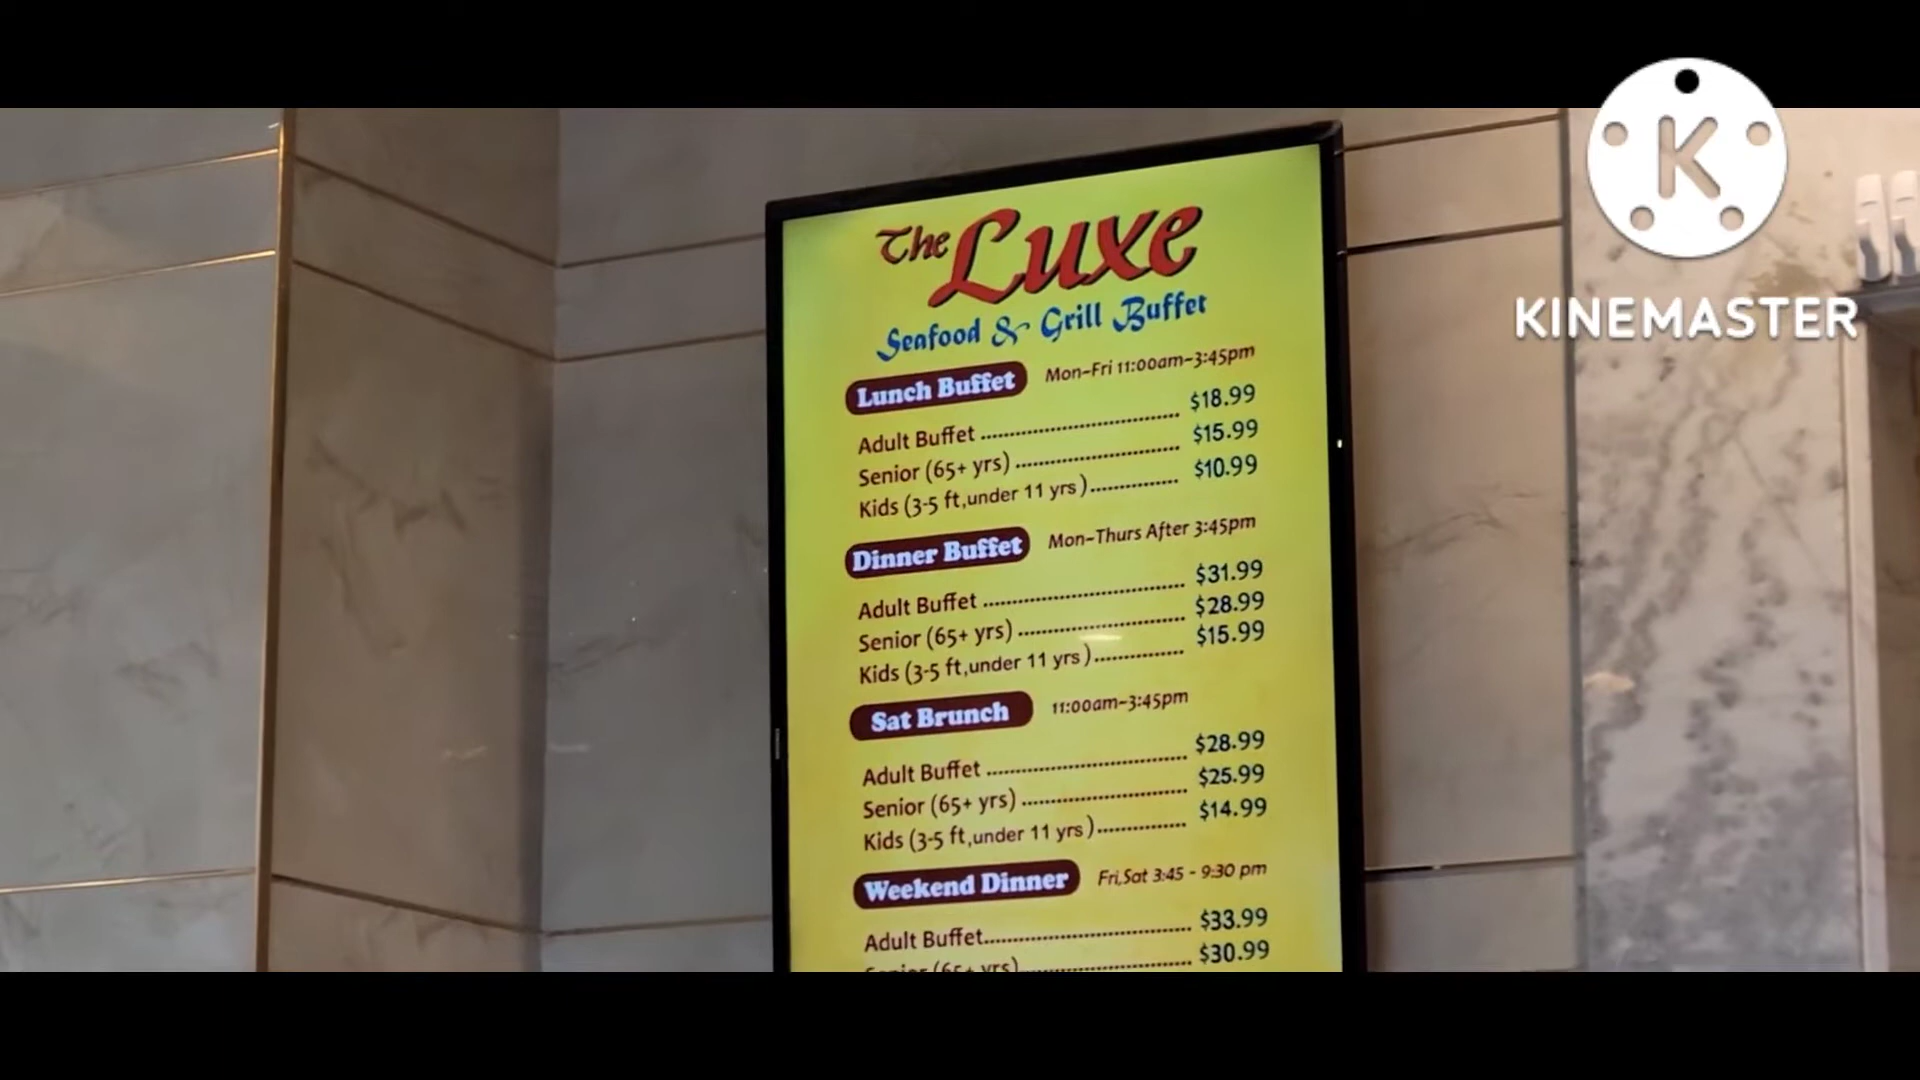 KINEMASTER
The Luxe
Seafood & Grill Buffet
Lunch Buffet Mon-Fri 11:00am-3:45pm
Adult Buffet ........ $18.99
Senior (65+ yrs) ........ $15.99
Kids (3-5 ft,under 11 yrs) ........ $10.99
Dinner Buffet Mon-Thurs After 3:45pm
Adult Buffet ........ $31.99
Senior (65+ yrs) ........ $28.99
Kids (3-5 ft,under 11 yrs) ........ $15.99
Sat Brunch 11:00am-3:45pm
Adult Buffet ........ $28.99
Senior (65+ yrs) ........ $25.99
Kids (3-5 ft,under 11 yrs) ........ $14.99
Weekend Dinner Fri,Sat 3:45 - 9:30 pm
Adult Buffet ........ $33.99
Senior (65+ yrs) ........ $30.99